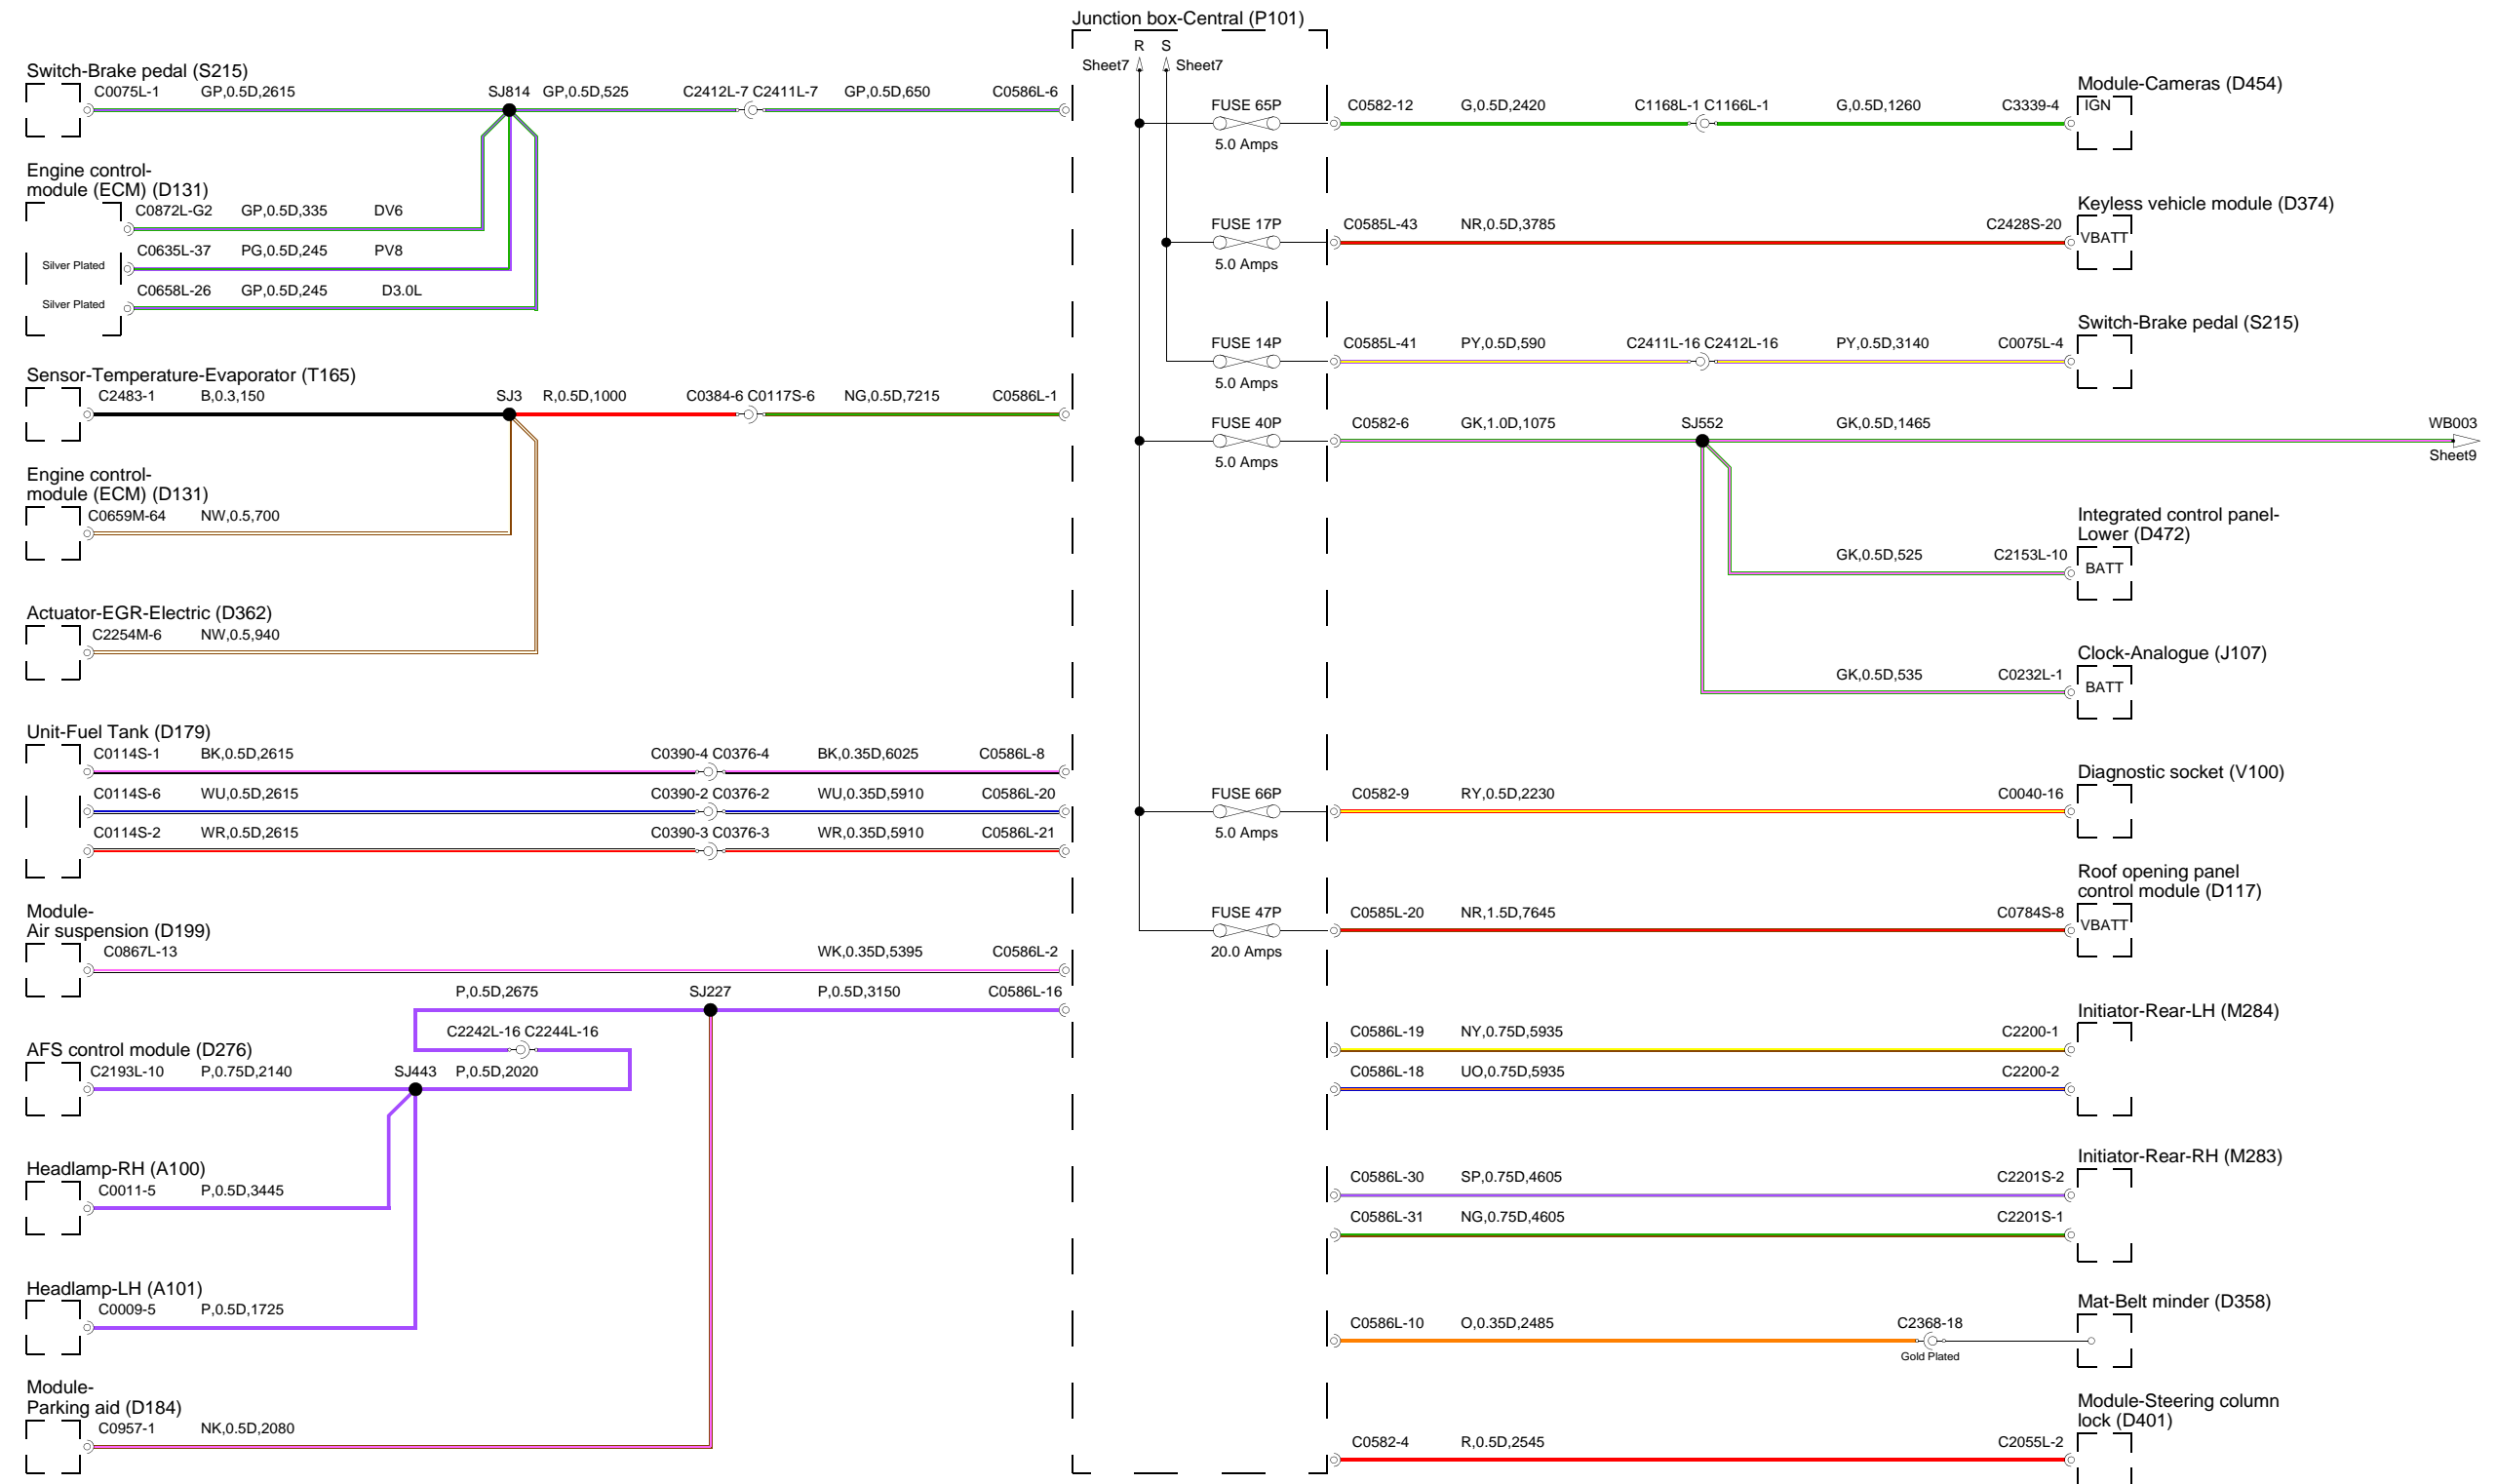 Junction box-Central (P101)
R S
Sheet7 Sheet7
Switch-Brake pedal (S215)
C0075L-1 GP,0.5D,2615 SJ814 GP,0.5D,525 C2412L-7 C2411L-7 GP,0.5D,650 C0586L-6
Engine control-
module (ECM) (D131)
C0872L-G2 GP,0.5D,335 DV6
Silver Plated C0635L-37 PG,0.5D,245 PV8
Silver Plated C0658L-26 GP,0.5D,245 D3.0L
Sensor-Temperature-Evaporator (T165)
C2483-1 B,0.3,150 SJ3 R,0.5D,1000 C0384-6 C0117S-6 NG,0.5D,7215 C0586L-1
Engine control-
module (ECM) (D131)
C0659M-64 NW,0.5,700
Actuator-EGR-Electric (D362)
C2254M-6 NW,0.5,940
Unit-Fuel Tank (D179)
C0114S-1 BK,0.5D,2615 C0390-4 C0376-4 BK,0.35D,6025 C0586L-8
C0114S-6 WU,0.5D,2615 C0390-2 C0376-2 WU,0.35D,5910 C0586L-20
C0114S-2 WR,0.5D,2615 C0390-3 C0376-3 WR,0.35D,5910 C0586L-21
Module-
Air suspension (D199)
C0867L-13 WK,0.35D,5395 C0586L-2
P,0.5D,2675 SJ227 P,0.5D,3150 C0586L-16
C2242L-16 C2244L-16
AFS control module (D276)
C2193L-10 P,0.75D,2140 SJ443 P,0.5D,2020
Headlamp-RH (A100)
C0011-5 P,0.5D,3445
Headlamp-LH (A101)
C0009-5 P,0.5D,1725
Module-
Parking aid (D184)
C0957-1 NK,0.5D,2080
Module-Cameras (D454)
FUSE 65P C0582-12 G,0.5D,2420 C1168L-1 C1166L-1 G,0.5D,1260 C3339-4 IGN
5.0 Amps
Keyless vehicle module (D374)
FUSE 17P C0585L-43 NR,0.5D,3785 C2428S-20 VBATT
5.0 Amps
Switch-Brake pedal (S215)
FUSE 14P C0585L-41 PY,0.5D,590 C2411L-16 C2412L-16 PY,0.5D,3140 C0075L-4
5.0 Amps
FUSE 40P C0582-6 GK,1.0D,1075 SJ552 GK,0.5D,1465 WB003
5.0 Amps Sheet9
Integrated control panel-
Lower (D472)
GK,0.5D,525 C2153L-10 BATT
Clock-Analogue (J107)
GK,0.5D,535 C0232L-1 BATT
Diagnostic socket (V100)
FUSE 66P C0582-9 RY,0.5D,2230 C0040-16
5.0 Amps
Roof opening panel
control module (D117)
FUSE 47P C0585L-20 NR,1.5D,7645 C0784S-8 VBATT
20.0 Amps
Initiator-Rear-LH (M284)
C0586L-19 NY,0.75D,5935 C2200-1
C0586L-18 UO,0.75D,5935 C2200-2
Initiator-Rear-RH (M283)
C0586L-30 SP,0.75D,4605 C2201S-2
C0586L-31 NG,0.75D,4605 C2201S-1
Mat-Belt minder (D358)
C0586L-10 O,0.35D,2485 C2368-18
Gold Plated
Module-Steering column
lock (D401)
C0582-4 R,0.5D,2545 C2055L-2